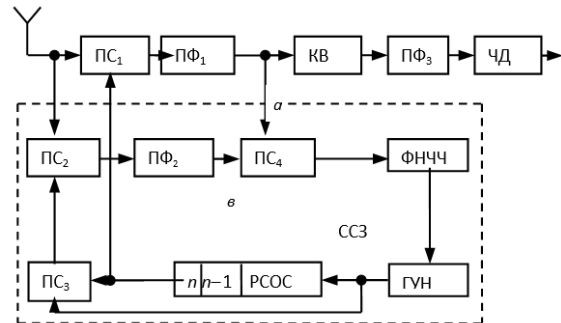 ПС1 ПФ1 КВ ПФ3 ЧД
а
ПС2 ПФ2 ПС4 ФНЧЧ
в
ССЗ
ПС3 n n–1 РСОС ГУН